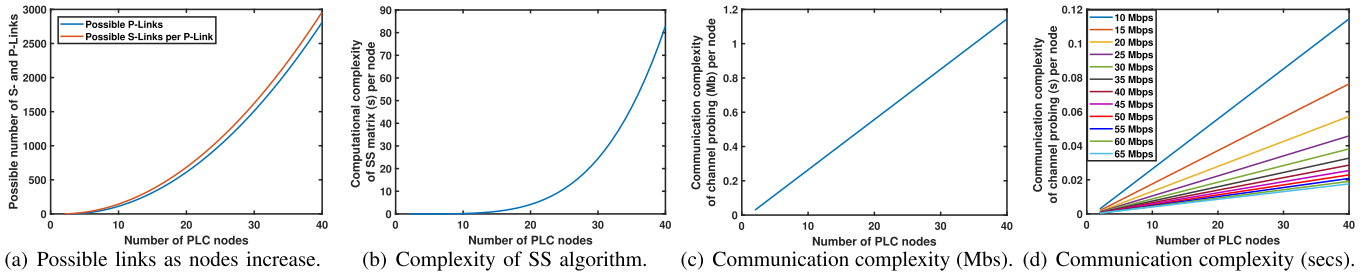 Possible number of S- and P-Links
3000
2500
2000
1500
1000
500
0
Possible P-Links
Possible S-Links per P-Link
0
10
20
30
40
Number of PLC nodes
(a) Possible links as nodes increase.
Computational complexity
of SS matrix (s) per node
90
80
70
60
50
40
30
20
10
0
0
10
20
30
40
Number of PLC nodes
(b) Complexity of SS algorithm.
Communication complexity
of channel probing (Mb) per node
1.2
1
0.8
0.6
0.4
0.2
0
0
10
20
30
40
Number of PLC nodes
(c) Communication complexity (Mbs).
Communication complexity
of channel probing (s) per node
0.12
0.1
0.08
0.06
0.04
0.02
0
10 Mbps
15 Mbps
20 Mbps
25 Mbps
30 Mbps
35 Mbps
40 Mbps
45 Mbps
50 Mbps
55 Mbps
60 Mbps
65 Mbps
0
10
20
30
40
Number of PLC nodes
(d) Communication complexity (secs).